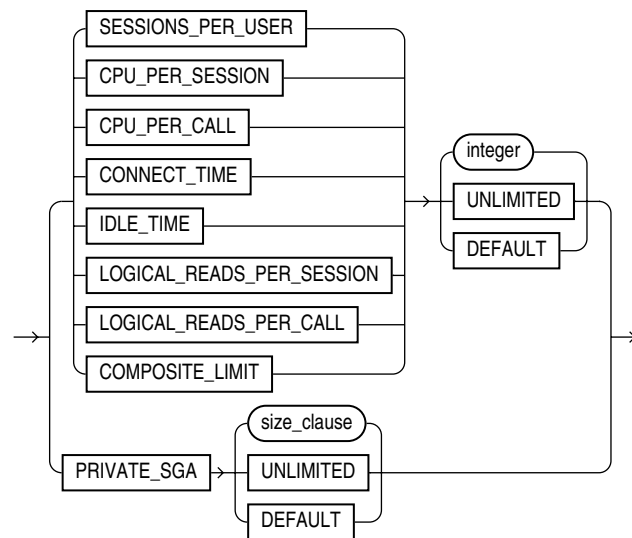 SESSIONS_PER_USER
CPU_PER_SESSION
CPU_PER_CALL
CONNECT_TIME
IDLE_TIME
LOGICAL_READS_PER_SESSION
LOGICAL_READS_PER_CALL
COMPOSITE_LIMIT
integer
UNLIMITED
DEFAULT
PRIVATE_SGA
size_clause
UNLIMITED
DEFAULT